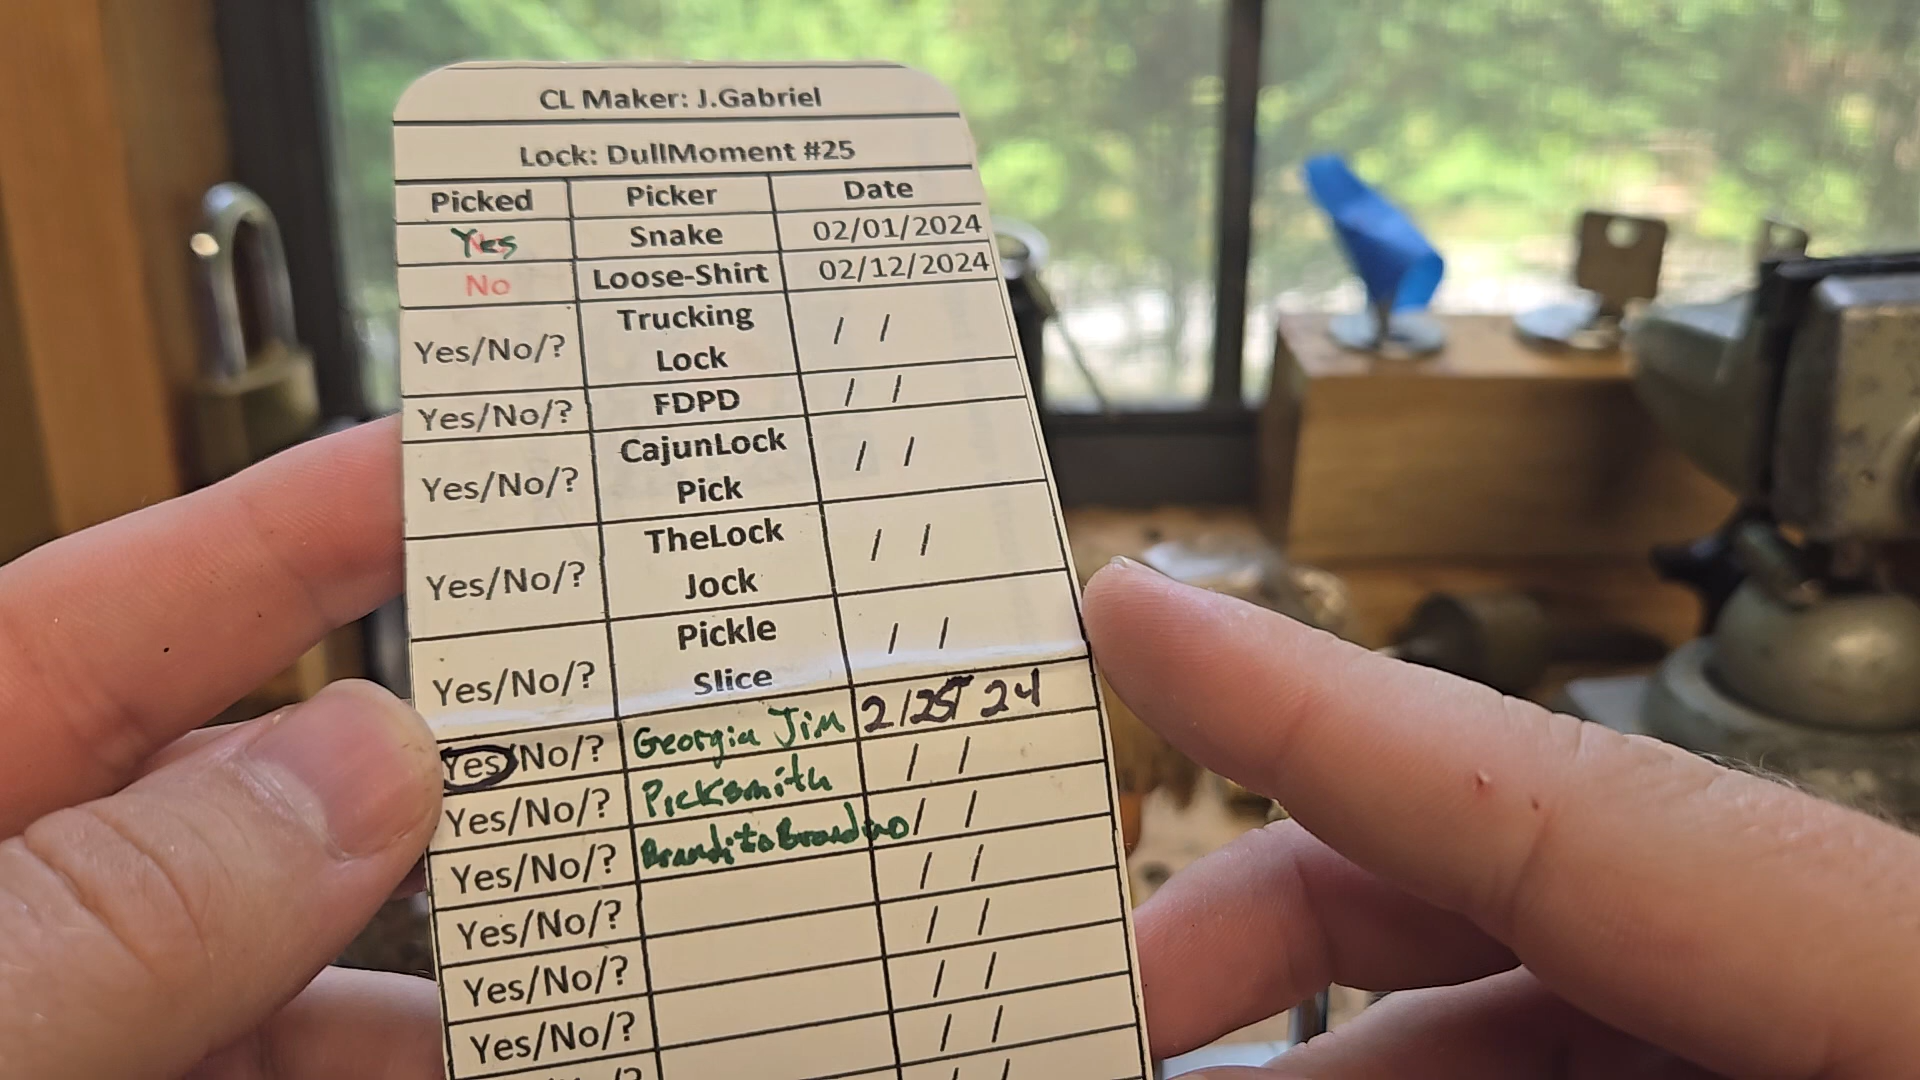 CL Maker: J.Gabriel
Lock: DullMoment #25
Picked Picker Date
Yes Snake 02/01/2024
No Loose-Shirt 02/12/2024
Yes/No/? Trucking Lock / /
Yes/No/? FDPD / /
Yes/No/? CajunLock Pick / /
Yes/No/? TheLock Jock / /
Yes/No/? Pickle Slice / /
Yes/No/? Georgia Jim 2/25/24
Yes/No/? Picksmith / /
Yes/No/? BranditoBrandino / /
Yes/No/? / /
Yes/No/? / /
Yes/No/? / /
/?  / /